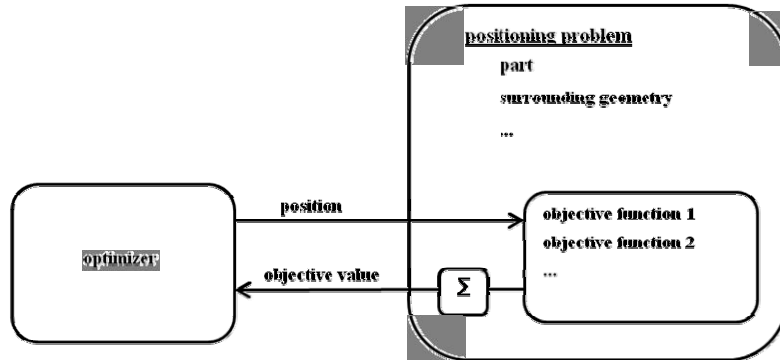 positioning problem
part
surrounding geometry
...
position
objective function 1
objective function 2
...
optimizer
objective value
Σ